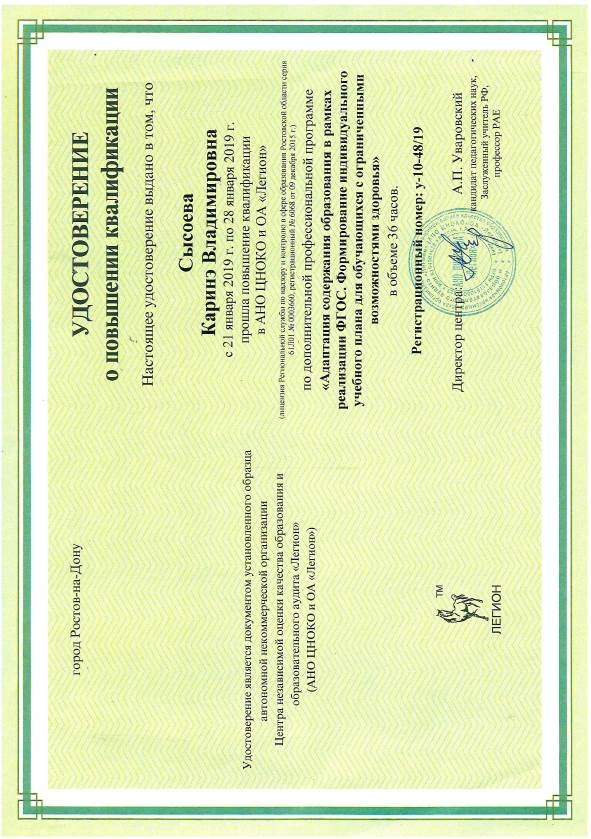 город Ростов-на-Дону
Удостоверение является документом установленного образца
автономной некоммерческой организации
Центра независимой оценки качества образования и
образовательного аудита «Легион»
(АНО ЦНОКО и ОА «Легион»)
TM
ЛЕГИОН
УДОСТОВЕРЕНИЕ
о повышении квалификации
Настоящее удостоверение выдано в том, что
Сысоева
Каринэ Владимировна
с 21 января 2019 г. по 28 января 2019 г.
прошла повышение квалификации
в АНО ЦНОКО и ОА «Легион»
(лицензия Региональной службы по надзору и контролю в сфере образования Ростовской области серия
61Л01 № 0003660, регистрационный № 6068 от 09 декабря 2015 г.)
по дополнительной профессиональной программе
«Адаптация содержания образования в рамках
реализации ФГОС. Формирование индивидуального
учебного плана для обучающихся с ограниченными
возможностями здоровья»
в объеме 36 часов.
Регистрационный номер: у-10-48/19
Директор центра: А.П. Уваровский
кандидат педагогических наук,
Заслуженный учитель РФ,
профессор РАЕ